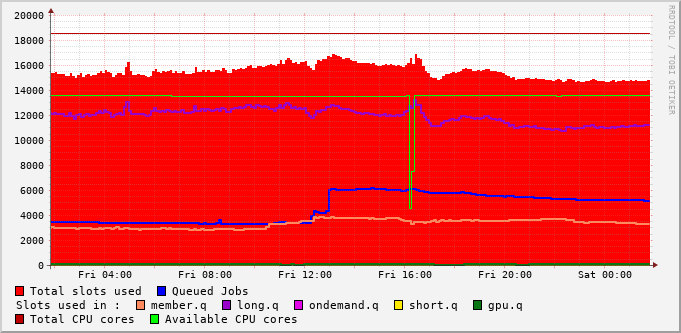 20000
18000
16000
14000
12000
10000
8000
6000
4000
2000
0
Fri 04:00 Fri 08:00 Fri 12:00 Fri 16:00 Fri 20:00 Sat 00:00
RRDTOOL / TOBI OETIKER
Total slots used Queued Jobs
Slots used in : member.q long.q ondemand.q short.q gpu.q
Total CPU cores Available CPU cores